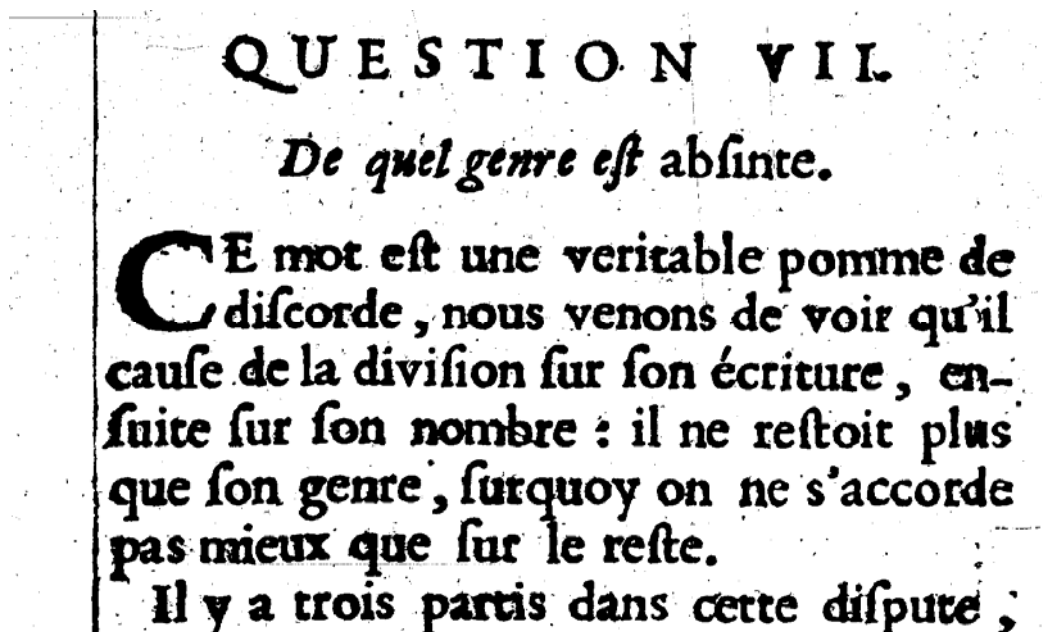 QUESTION VII.
De quel genre eſt abſinte.
CE mot eſt une veritable pomme de
diſcorde, nous venons de voir qu'il
cauſe de la diviſion ſur ſon écriture, en-
ſuite ſur ſon nombre : il ne reſtoit plus
que ſon genre, ſurquoy on ne s'accorde
pas mieux que ſur le reſte.
Il y a trois partis dans cette diſpute ;